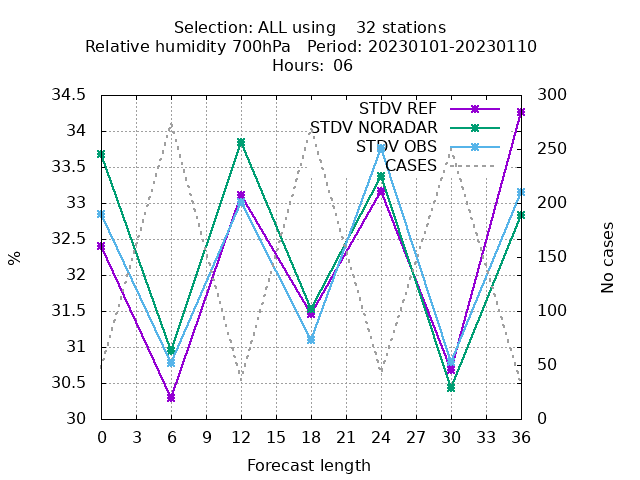 Selection: ALL using    32 stations
Relative humidity 700hPa   Period: 20230101-20230110
Hours:  06
34.5
34
33.5
33
32.5
32
31.5
31
30.5
30
%
STDV REF
STDV NORADAR
STDV OBS
CASES
300
250
200
150
100
50
0
No cases
0 3 6 9 12 15 18 21 24 27 30 33 36
Forecast length